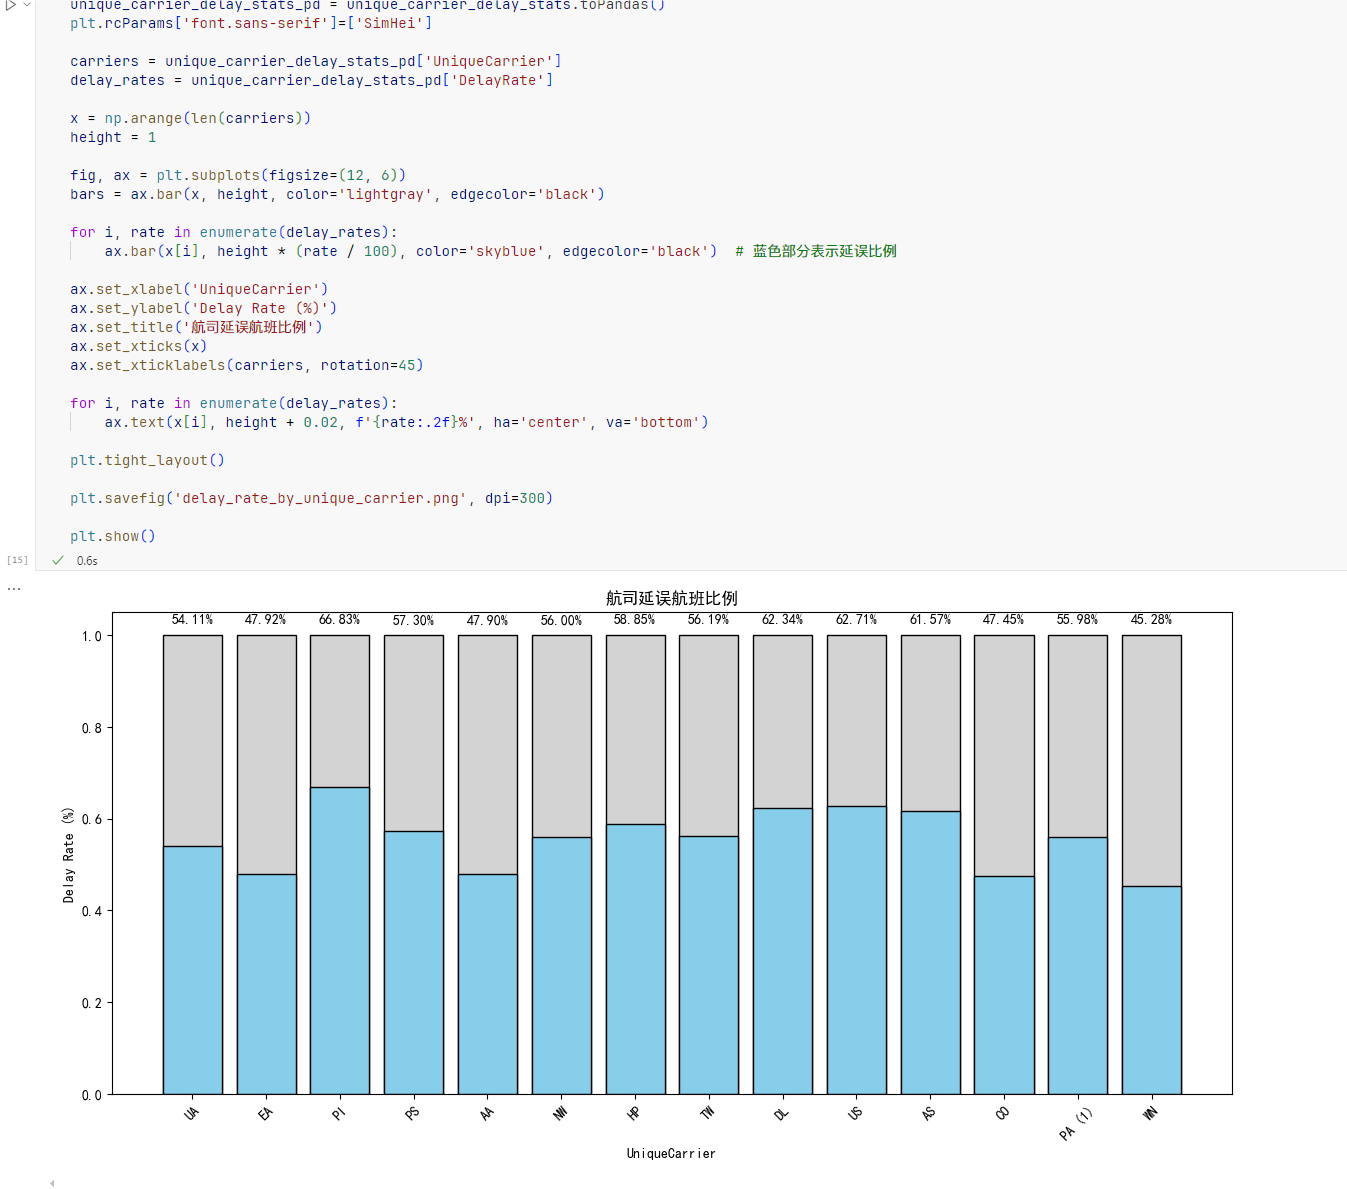 unique_carrier_delay_stats_pd = unique_carrier_delay_stats.toPandas()
plt.rcParams['font.sans-serif']=['SimHei']
carriers = unique_carrier_delay_stats_pd['UniqueCarrier']
delay_rates = unique_carrier_delay_stats_pd['DelayRate']
x = np.arange(len(carriers))
height = 1
fig, ax = plt.subplots(figsize=(12, 6))
bars = ax.bar(x, height, color='lightgray', edgecolor='black')
for i, rate in enumerate(delay_rates):
    ax.bar(x[i], height * (rate / 100), color='skyblue', edgecolor='black')  # 蓝色部分表示延误比例
ax.set_xlabel('UniqueCarrier')
ax.set_ylabel('Delay Rate (%)')
ax.set_title('航司延误航班比例')
ax.set_xticks(x)
ax.set_xticklabels(carriers, rotation=45)
for i, rate in enumerate(delay_rates):
    ax.text(x[i], height + 0.02, f'{rate:.2f}%', ha='center', va='bottom')
plt.tight_layout()
plt.savefig('delay_rate_by_unique_carrier.png', dpi=300)
plt.show()
[15] 0.6s
航司延误航班比例
54.11% 47.92% 66.83% 57.30% 47.90% 56.00% 58.85% 56.19% 62.34% 62.71% 61.57% 47.45% 55.98% 45.28%
1.0
0.8
0.6
0.4
0.2
0.0
Delay Rate (%)
UA EA PI PS AA NW HP TW DL US AS CO PA (1) WN
UniqueCarrier